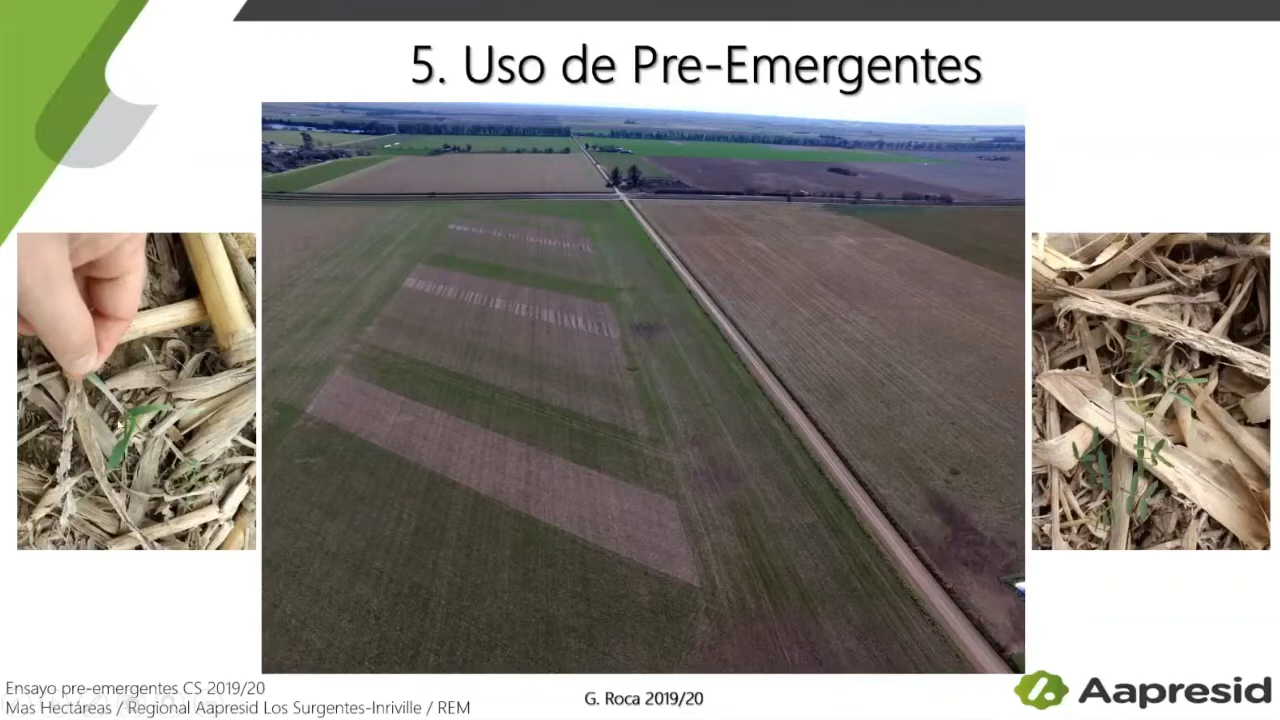 5. Uso de Pre-Emergentes
Ensayo pre-emergentes CS 2019/20
Mas Hectáreas / Regional Aapresid Los Surgentes-Inriville / REM
G. Roca 2019/20
Aapresid